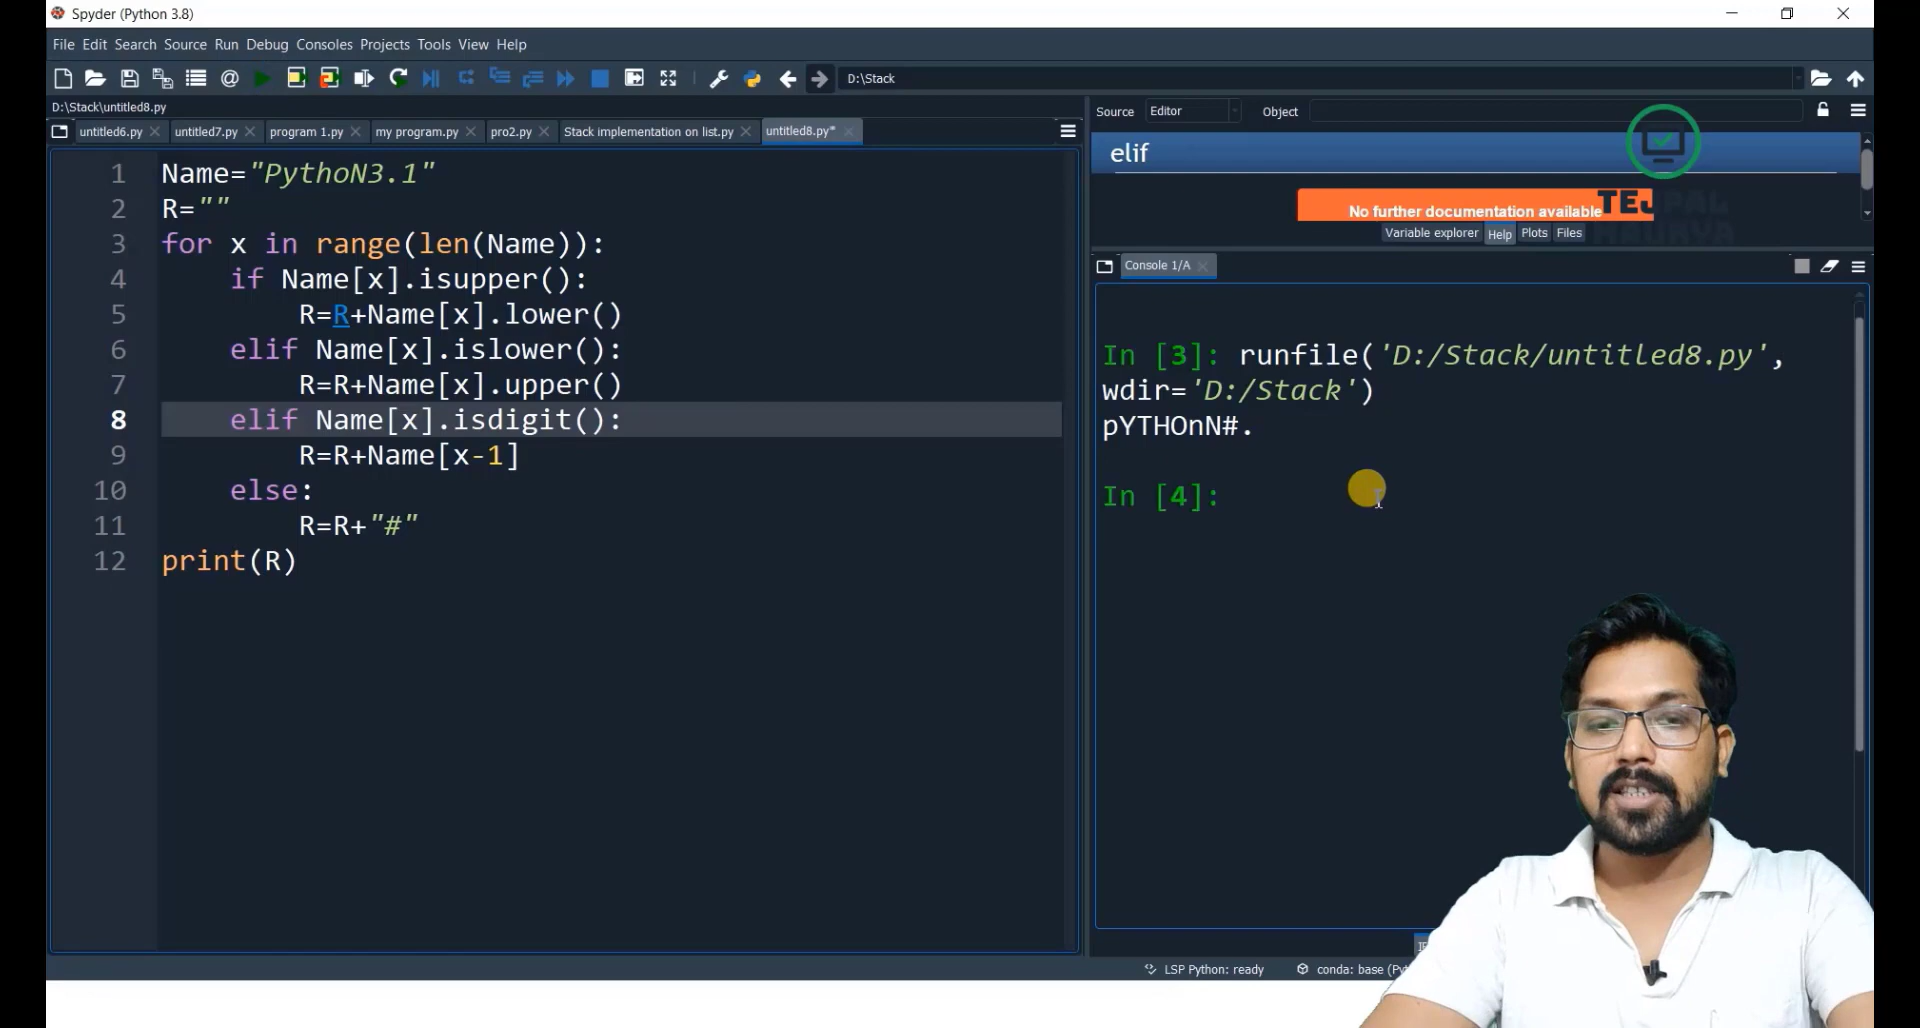 Spyder (Python 3.8)
File Edit Search Source Run Debug Consoles Projects Tools View Help
D:\Stack
D:\Stack\untitled8.py
untitled6.py untitled7.py program 1.py my program.py pro2.py Stack implementation on list.py untitled8.py*
1 Name="PythoN3.1"
2 R=""
3 for x in range(len(Name)):
4 if Name[x].isupper():
5 R=R+Name[x].lower()
6 elif Name[x].islower():
7 R=R+Name[x].upper()
8 elif Name[x].isdigit():
9 R=R+Name[x-1]
10 else:
11 R=R+"#"
12 print(R)
Source Editor Object
elif
No further documentation available
TEJPAL
MAURYA
Variable explorer Help Plots Files
Console 1/A
In [3]: runfile('D:/Stack/untitled8.py',
wdir='D:/Stack')
pYTHOnN#.
In [4]:
LSP Python: ready conda: base